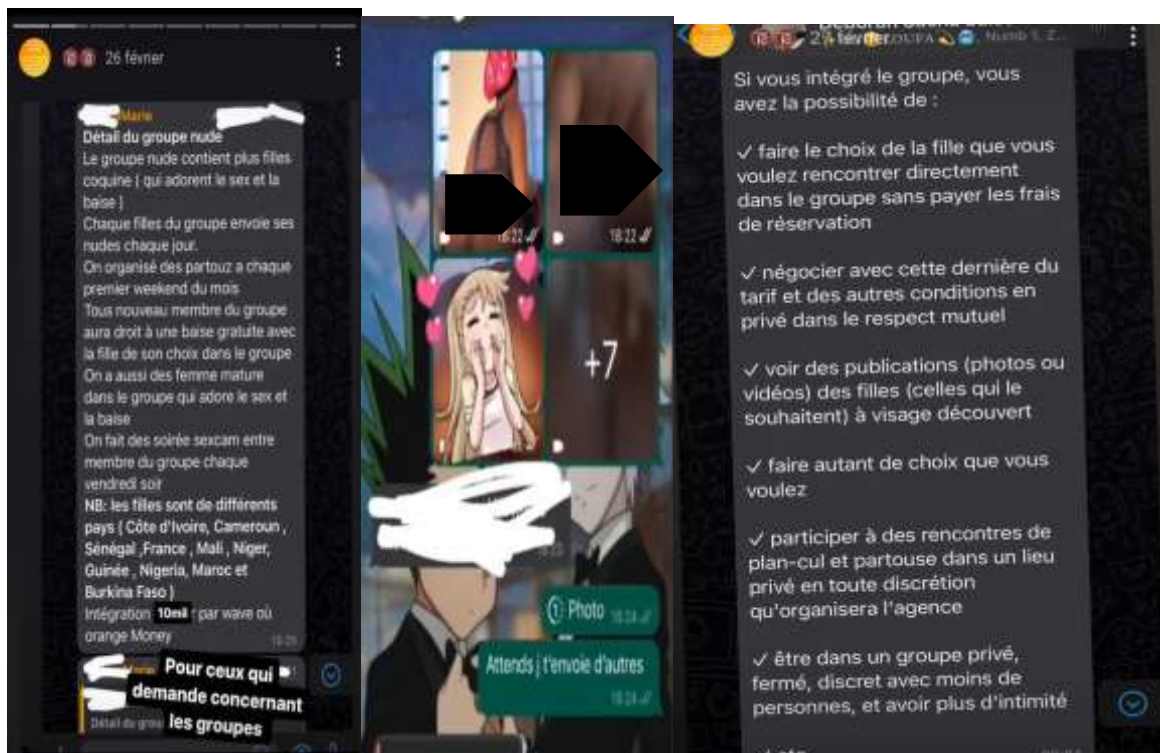 26 février
Marie
Détail du groupe nude
Le groupe nude contient plus filles
coquine ( qui adorent le sex et la
baise )
Chaque filles du groupe envoie ses
nudes chaque jour.
On organisé des partouz a chaque
premier weekend du mois
Tous nouveau membre du groupe
aura droit à une baise gratuite avec
la fille de son choix dans le groupe
On a aussi des femme mature
dans le groupe qui adore le sex et
la baise
On fait des soirée sexcam entre
membre du groupe chaque
vendredi soir
NB: les filles sont de différents
pays ( Côte d'Ivoire, Cameroun ,
Sénégal ,France , Mali , Niger,
Guinée , Nigeria, Maroc et
Burkina Faso )
Intégration 10mil par wave où
orange Money
Pour ceux qui
demande concernant
les groupes
Détail du
18:22
18:22
+7
Photo
18:24
Attends j t'envoie d'autres
18:24
février
Numb 1, Z...
Si vous intégré le groupe, vous
avez la possibilité de :
✓ faire le choix de la fille que vous
voulez rencontrer directement
dans le groupe sans payer les frais
de réservation
✓ négocier avec cette dernière du
tarif et des autres conditions en
privé dans le respect mutuel
✓ voir des publications (photos ou
vidéos) des filles (celles qui le
souhaitent) à visage découvert
✓ faire autant de choix que vous
voulez
✓ participer à des rencontres de
plan-cul et partouse dans un lieu
privé en toute discrétion
qu'organisera l'agence
✓ être dans un groupe privé,
fermé, discret avec moins de
personnes, et avoir plus d'intimité